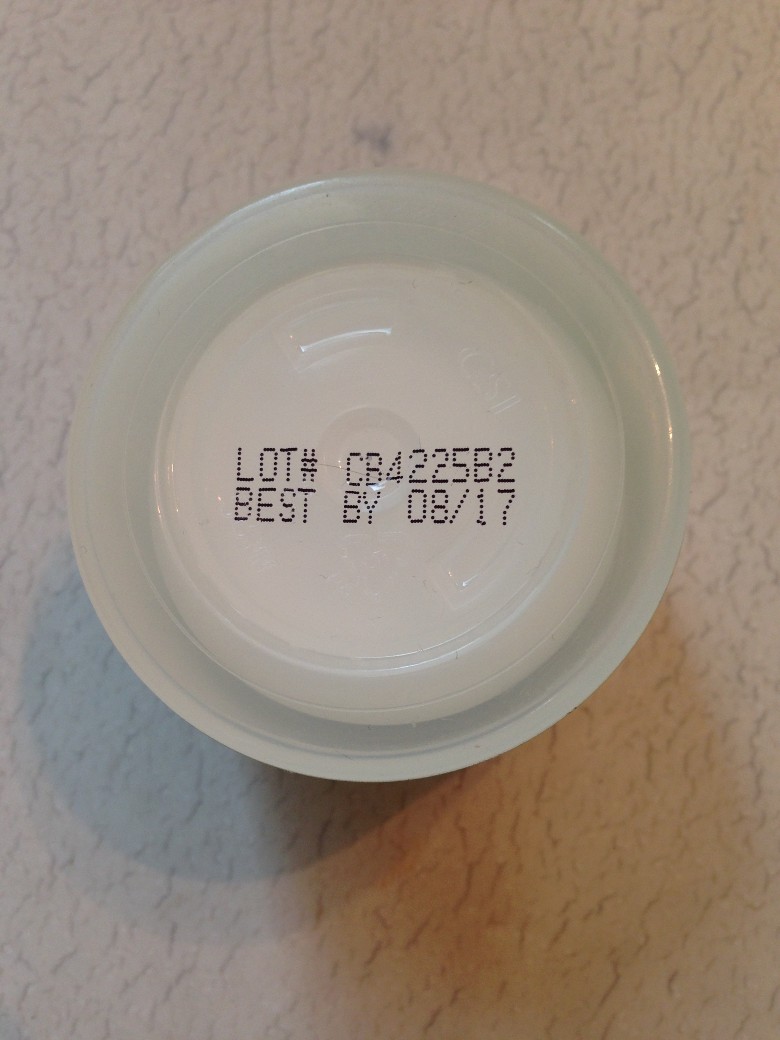 LOT# CB4225B2
BEST BY 08/17